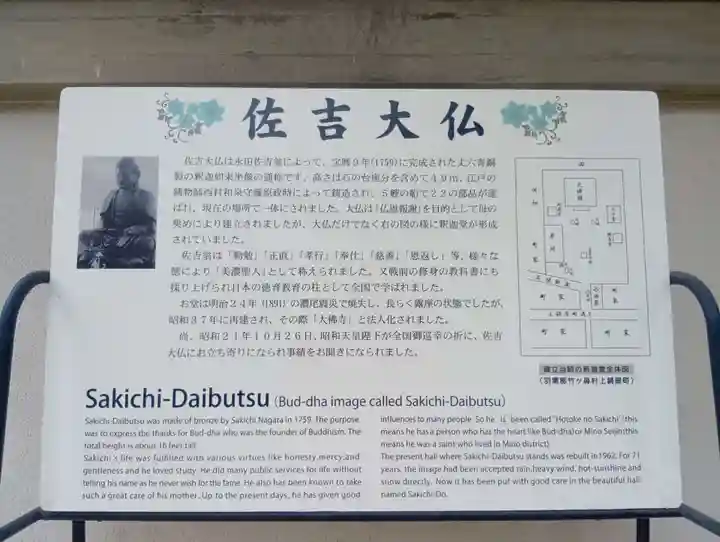 佐吉大仏
佐吉大仏は永田佐吉翁によって、宝暦9年(1759)に完成された丈六青銅
製の釈迦如来坐像の通称です。高さは石の台座分を含めて4.9m、江戸の
鋳物師西村和泉守藤原政時によって鋳造され、5艘の船で22の部品が運
ばれ、現在の場所で一体にされました。大仏は「仏恩報謝」を目的として母の
奨めにより建立されましたが、大仏だけでなく右の図の様に釈迦堂が形成
されていました。
佐吉翁は「勤勉」「正直」「孝行」「奉仕」「慈善」「恩返し」等、様々な
徳により「美濃聖人」として称えられました。又戦前の修身の教科書にも
採り上げられ日本の徳育教育の柱として全国で学ばれました。
お堂は明治24年(1891)の濃尾震災で焼失し、長らく露座の状態でしたが、
昭和37年に再建され、その際「大佛寺」と法人化されました。
尚、昭和21年10月26日、昭和天皇陛下が全国御巡幸の折に、佐吉
大仏にお立ち寄りになられ事績をお聞きになられました。
町家
町家
町家
(羽栗郡竹ヶ鼻村上鍋屋町)
Sakichi-Daibutsu (Bud-dha image called Sakichi-Daibutsu)
Sakichi-Daibutsu was made of bronze by Sakichi Nagata in 1759. The purpose
was to express the thanks for Bud-dha who was the founder of Buddhism. The
total height is about 16 feet tall.
Sakichi's life was fulfilled with various virtues like honesty,mercy,and
gentleness and he loved study. He did many public services for life without
telling his name as he never wish for the fame. He also has been known to take
such a great care of his mother. Up to the present days, he has given good
influences to many people. So he is been called "Hotoke no Sakichi"(this
means he has a person who has the heart like Bud-dha)or Mino Seijin(this
means he was a saint who lived in Mino district)
The present hall where Sakichi-Daibutsu stands was rebuilt in 1962. For 71
years, the image had been accepted rain,heavy wind, hot-sunshine and
snow directly. Now it has been put with good care in the beautiful hall
named Sakichi-Do.